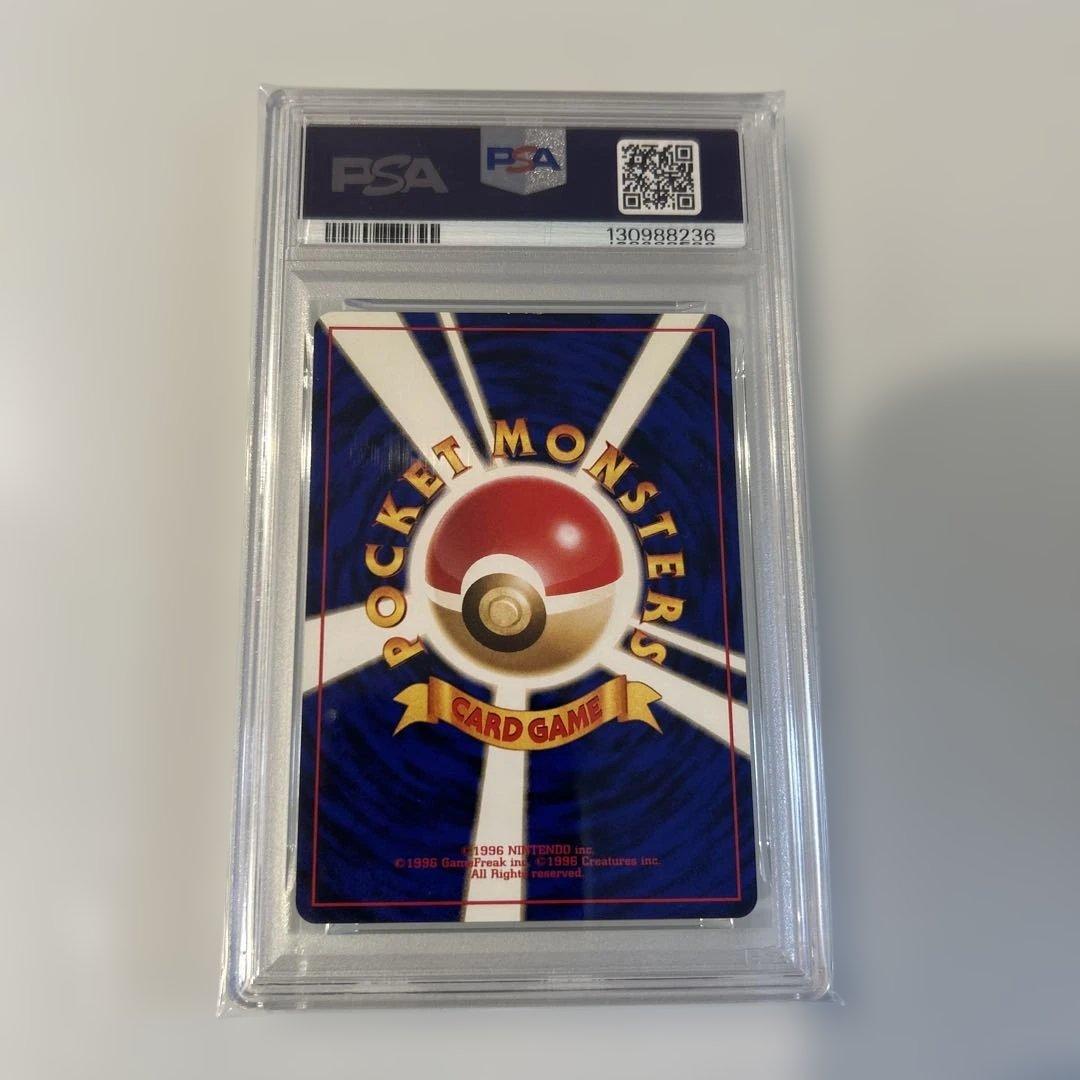 PSA
PSA
130988236
POCKET MONSTERS
CARD GAME
©1996 NINTENDO inc.
©1996 GameFreak inc. ©1996 Creatures inc.
All Rights reserved.